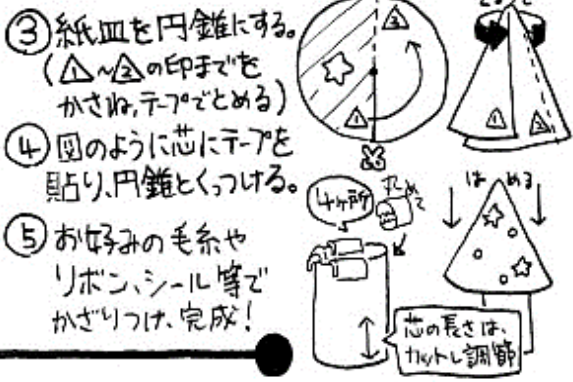 ③紙皿を円錐にする。
(△1~△2の印までを
かさね、テープでとめる)
④図のように芯にテープを
貼り、円錐とくっつける。
⑤お好みの毛糸や
リボン、シール等で
かざりつけ、完成!
3
1
1
2
4ヶ所
丸めて
はめる
芯の長さは、
カットし調節